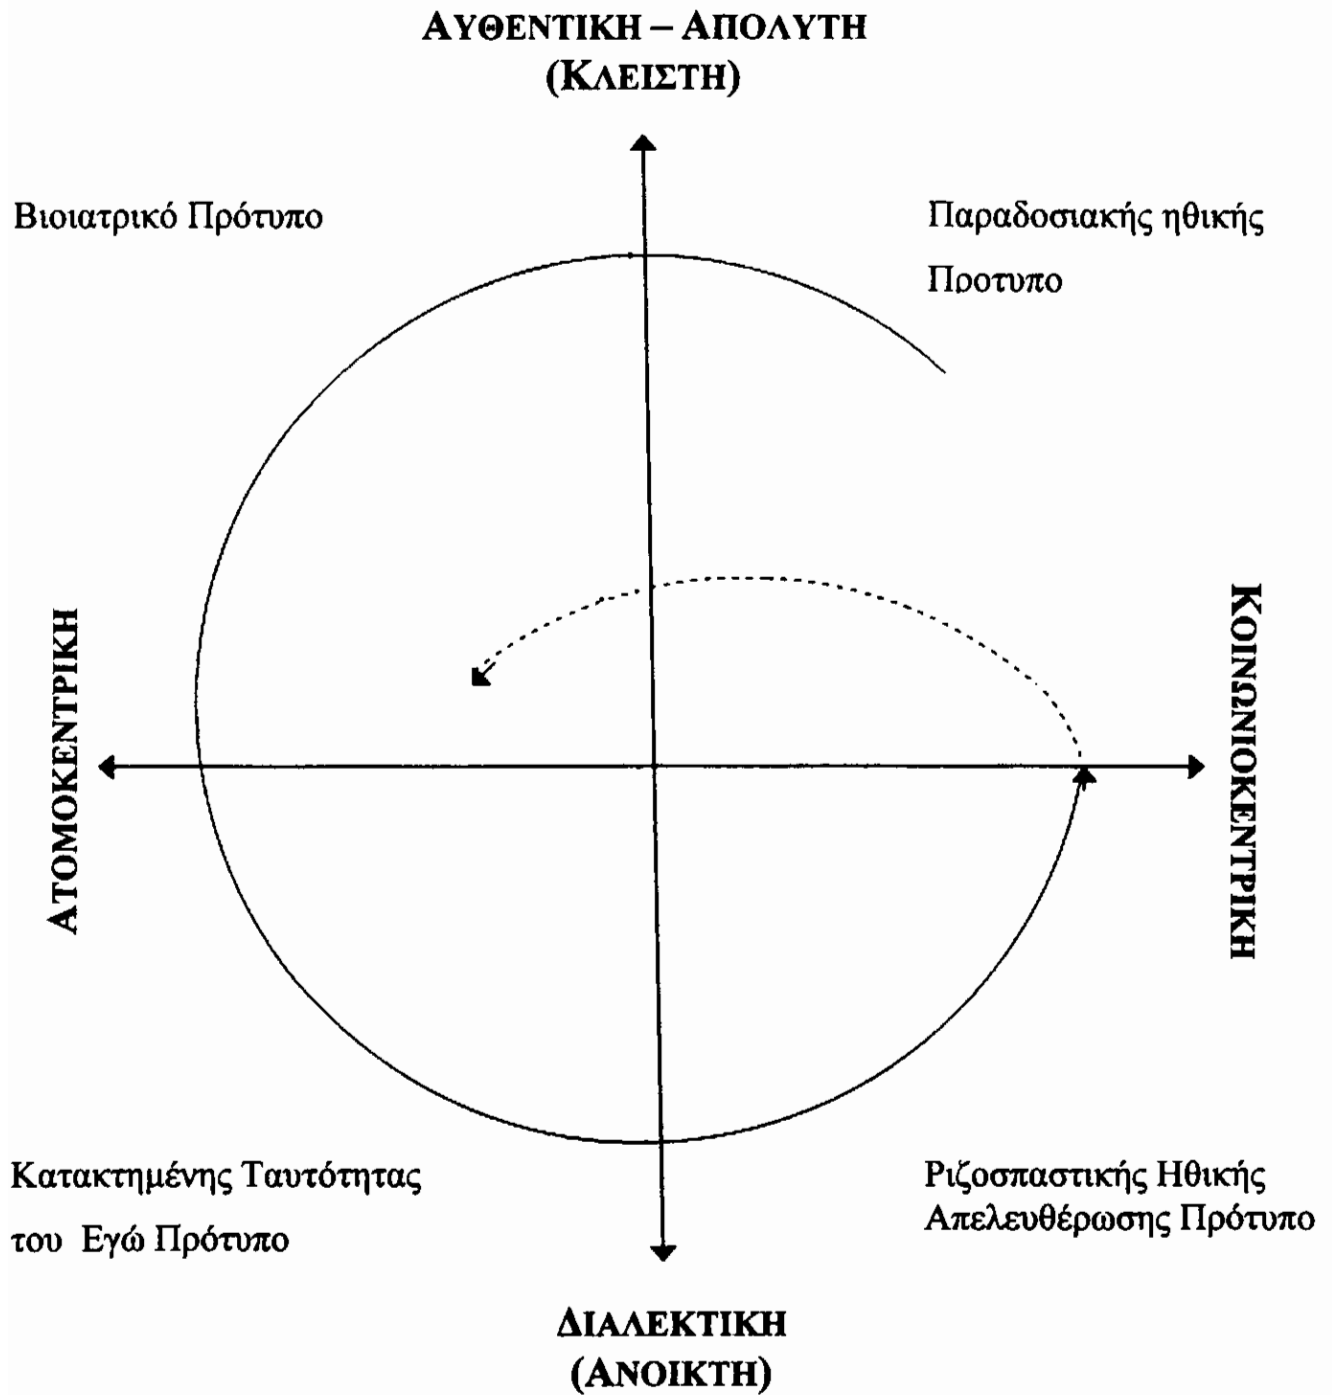 ΑΥΘΕΝΤΙΚΗ – ΑΠΟΛΥΤΗ
(ΚΛΕΙΣΤΗ)
Βιοιατρικό Πρότυπο
Παραδοσιακής ηθικής
Προτυπο
ΑΤΟΜΟΚΕΝΤΡΙΚΗ
ΚΟΙΝΩΝΙΟΚΕΝΤΡΙΚΗ
Κατακτημένης Ταυτότητας
του Εγώ Πρότυπο
Ριζοσπαστικής Ηθικής
Απελευθέρωσης Πρότυπο
ΔΙΑΛΕΚΤΙΚΗ
(ΑΝΟΙΚΤΗ)